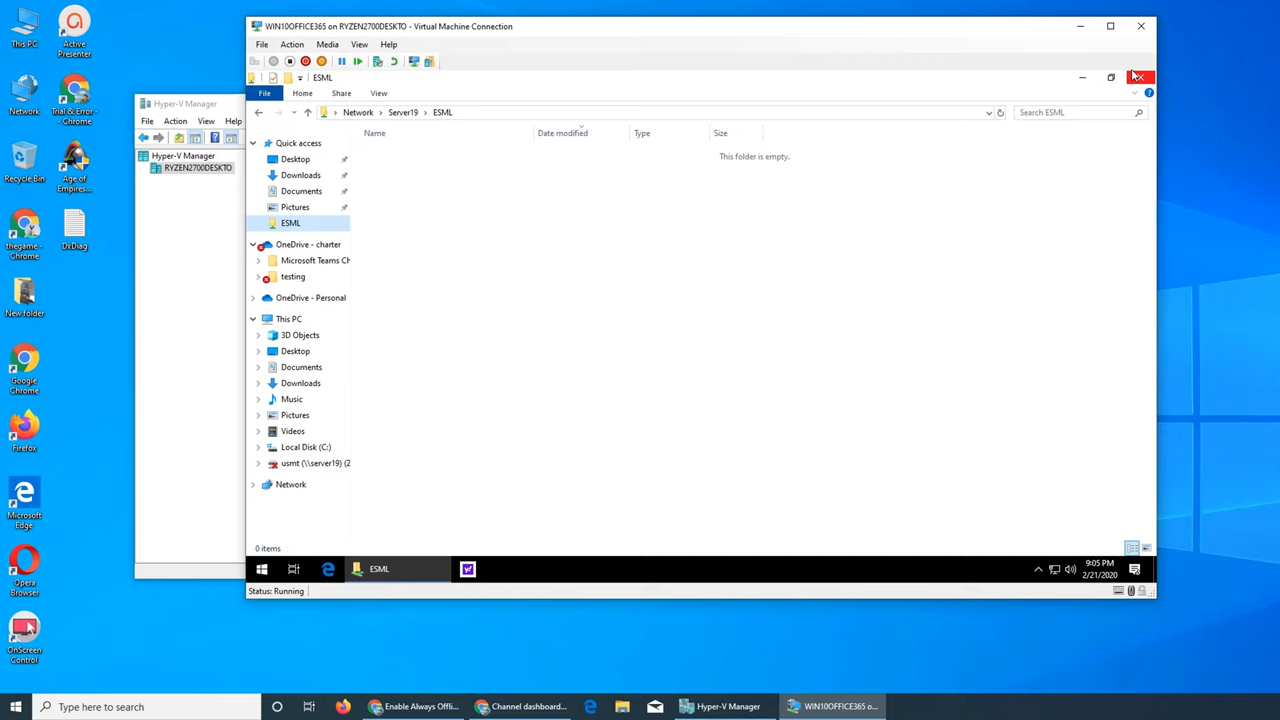 This PC
Active
Presenter
Network
Trial & Error -
Chrome
Recycle Bin
Age of
Empires...
thegame -
Chrome
DxDiag
New folder
Google
Chrome
Firefox
Microsoft
Edge
Opera
Browser
OnScreen
Control
Hyper-V Manager
File Action View Help
Hyper-V Manager
RYZEN2700DESKTO
WIN10OFFICE365 on RYZEN2700DESKTO - Virtual Machine Connection
File Action Media View Help
ESML
File Home Share View
Network > Server19 > ESML
Search ESML
Name Date modified Type Size
This folder is empty.
Quick access
Desktop
Downloads
Documents
Pictures
ESML
OneDrive - charter
Microsoft Teams Ch
testing
OneDrive - Personal
This PC
3D Objects
Desktop
Documents
Downloads
Music
Pictures
Videos
Local Disk (C:)
usmt (\\server19) (Z
Network
0 items
ESML
9:05 PM
2/21/2020
Status: Running
Type here to search
Enable Always Offli...
Channel dashboard...
Hyper-V Manager
WIN10OFFICE365 o...